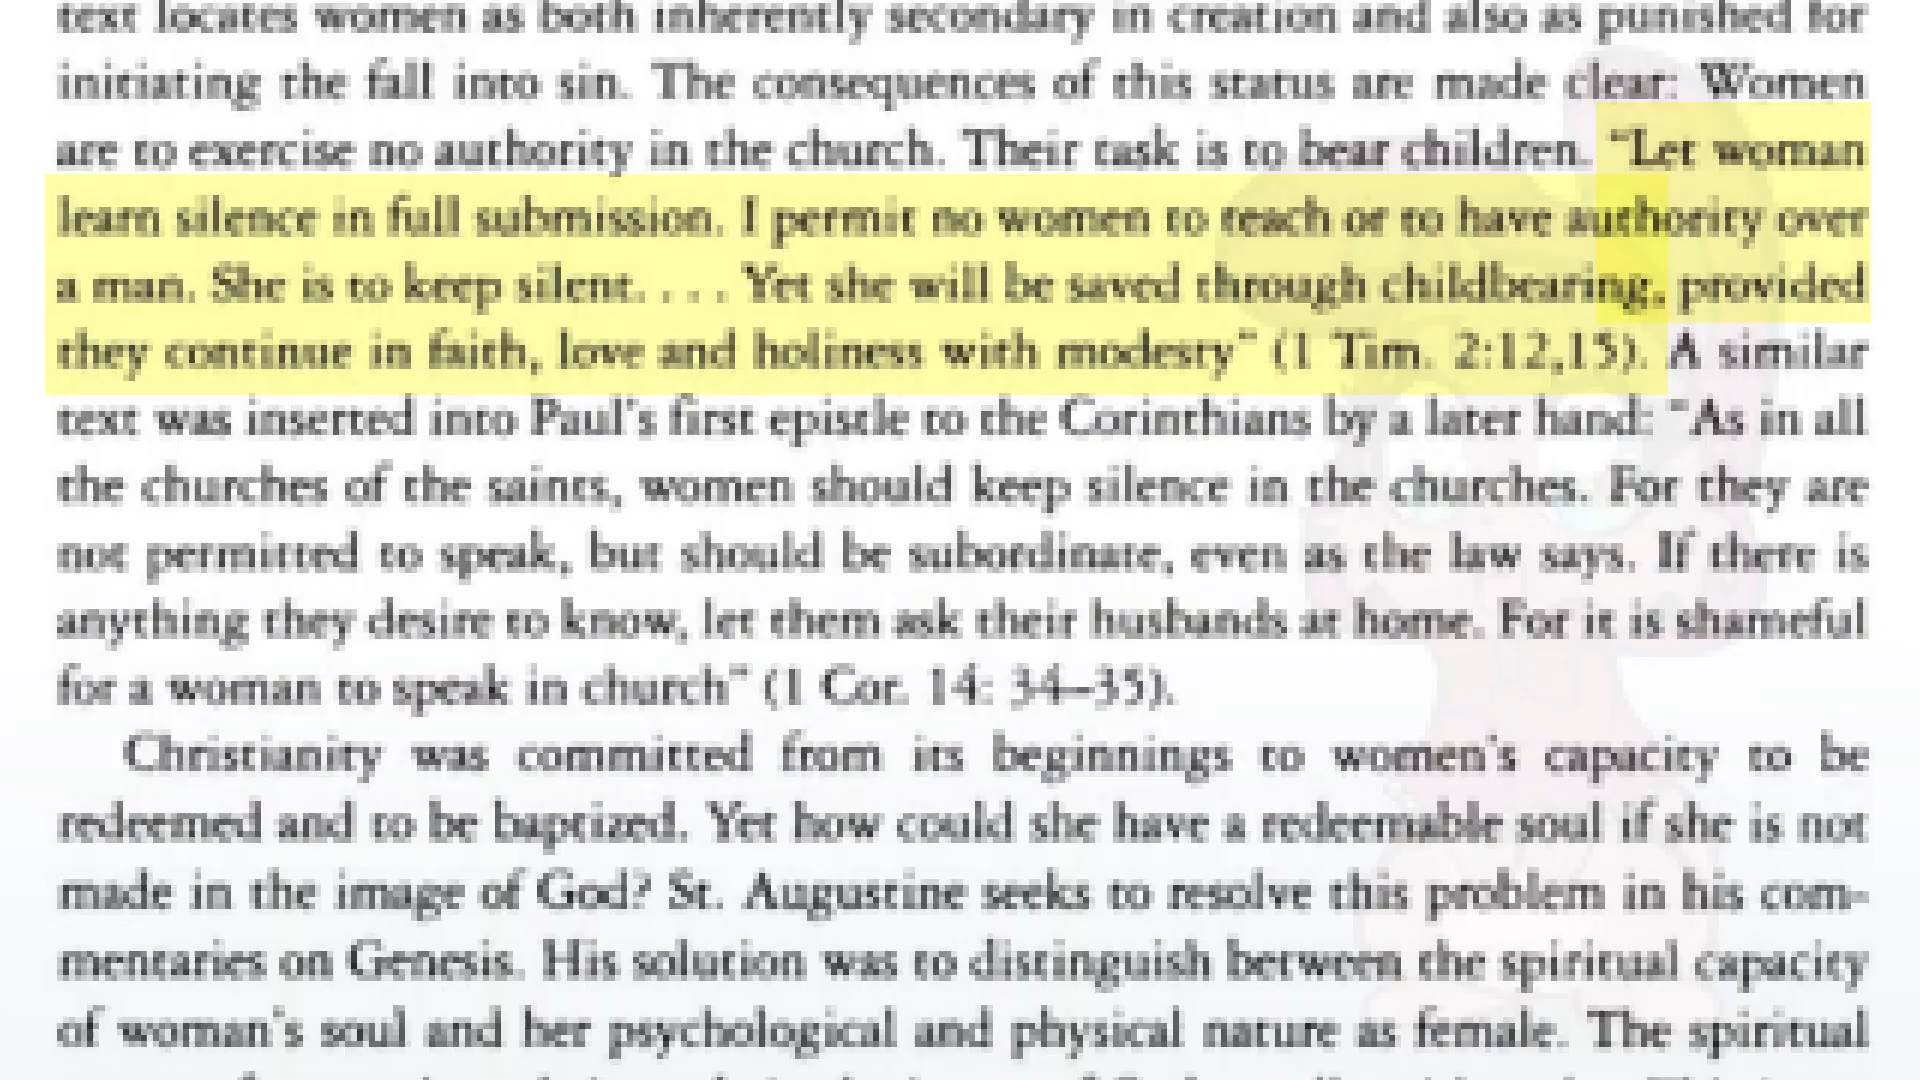 text locates women as both inherently secondary in creation and also as punished for
initiating the fall into sin. The consequences of this status are made clear: Women
are to exercise no authority in the church. Their task is to bear children. “Let woman
learn silence in full submission. I permit no women to teach or to have authority over
a man. She is to keep silent. . . . Yet she will be saved through childbearing, provided
they continue in faith, love and holiness with modesty” (1 Tim. 2:12,15). A similar
text was inserted into Paul's first epistle to the Corinthians by a later hand: “As in all
the churches of the saints, women should keep silence in the churches. For they are
not permitted to speak, but should be subordinate, even as the law says. If there is
anything they desire to know, let them ask their husbands at home. For it is shameful
for a woman to speak in church” (1 Cor. 14: 34–35).
Christianity was committed from its beginnings to women's capacity to be
redeemed and to be baptized. Yet how could she have a redeemable soul if she is not
made in the image of God? St. Augustine seeks to resolve this problem in his com-
mentaries on Genesis. His solution was to distinguish between the spiritual capacity
of woman's soul and her psychological and physical nature as female. The spiritual